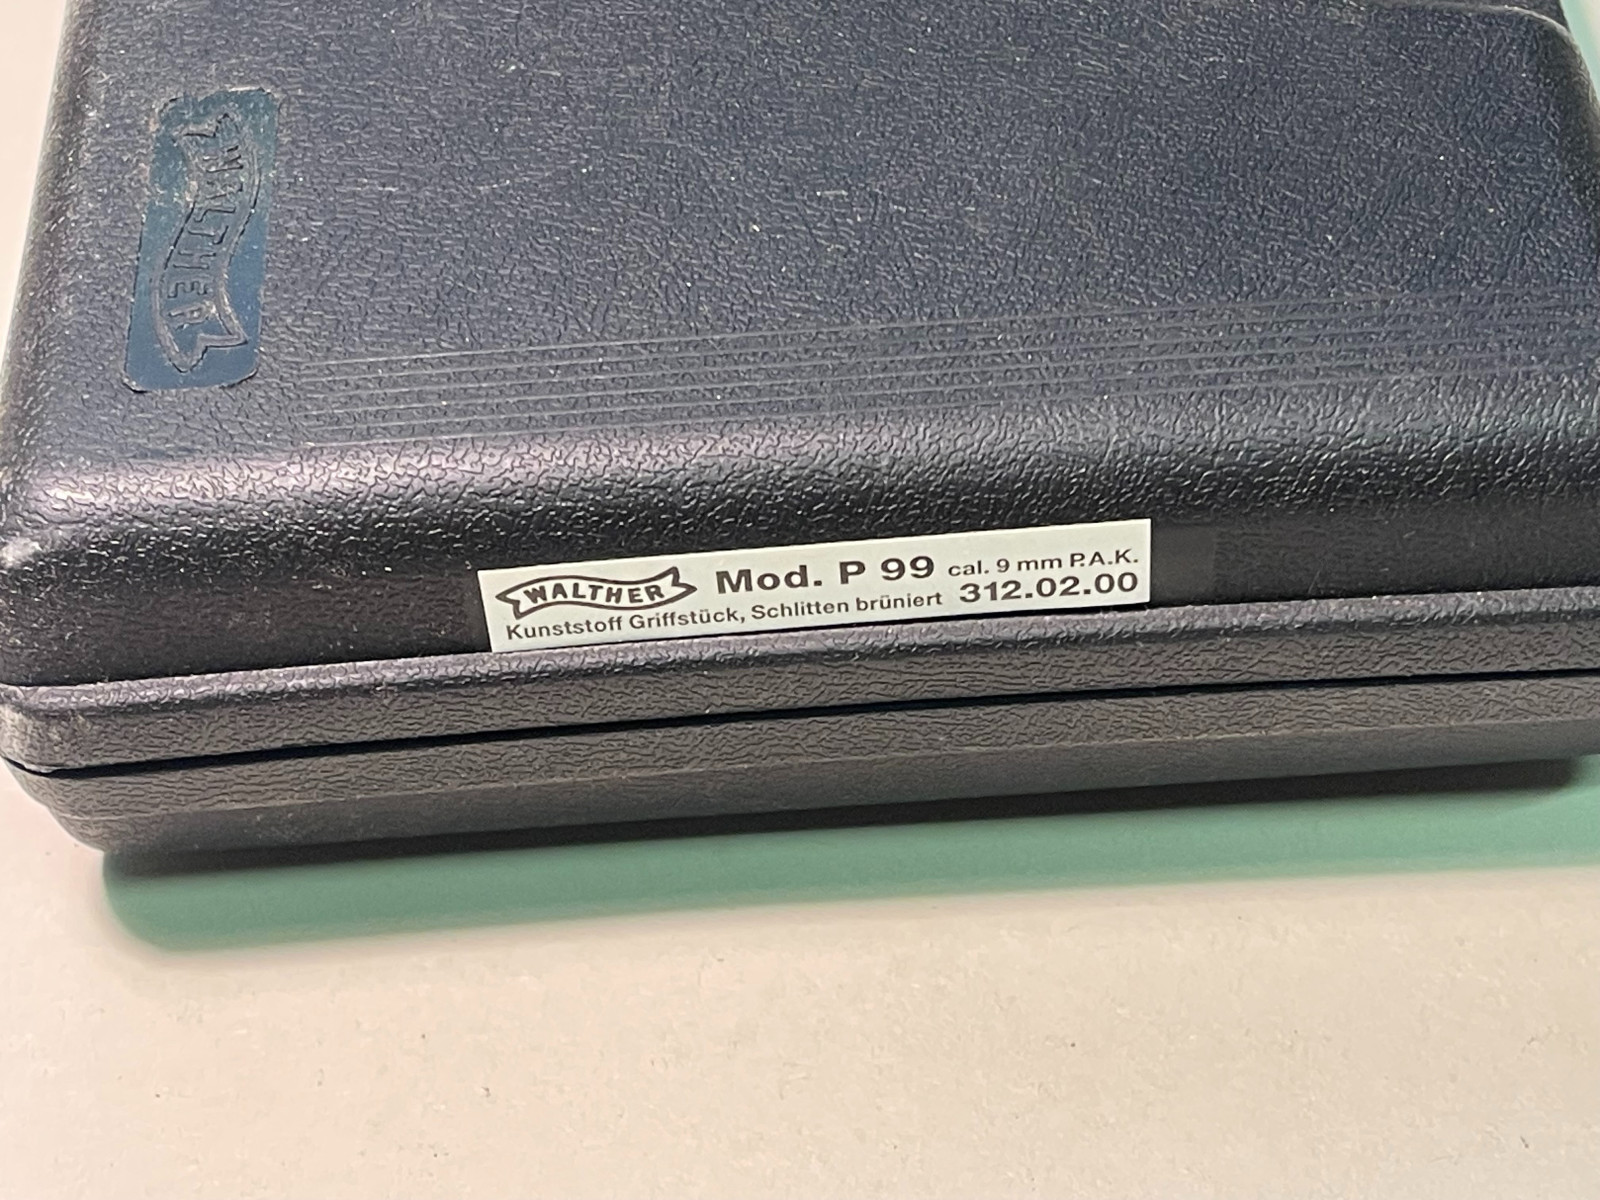 WALTHER
WALTHER Mod. P 99 cal. 9 mm P.A.K.
Kunststoff Griffstück, Schlitten brüniert 312.02.00